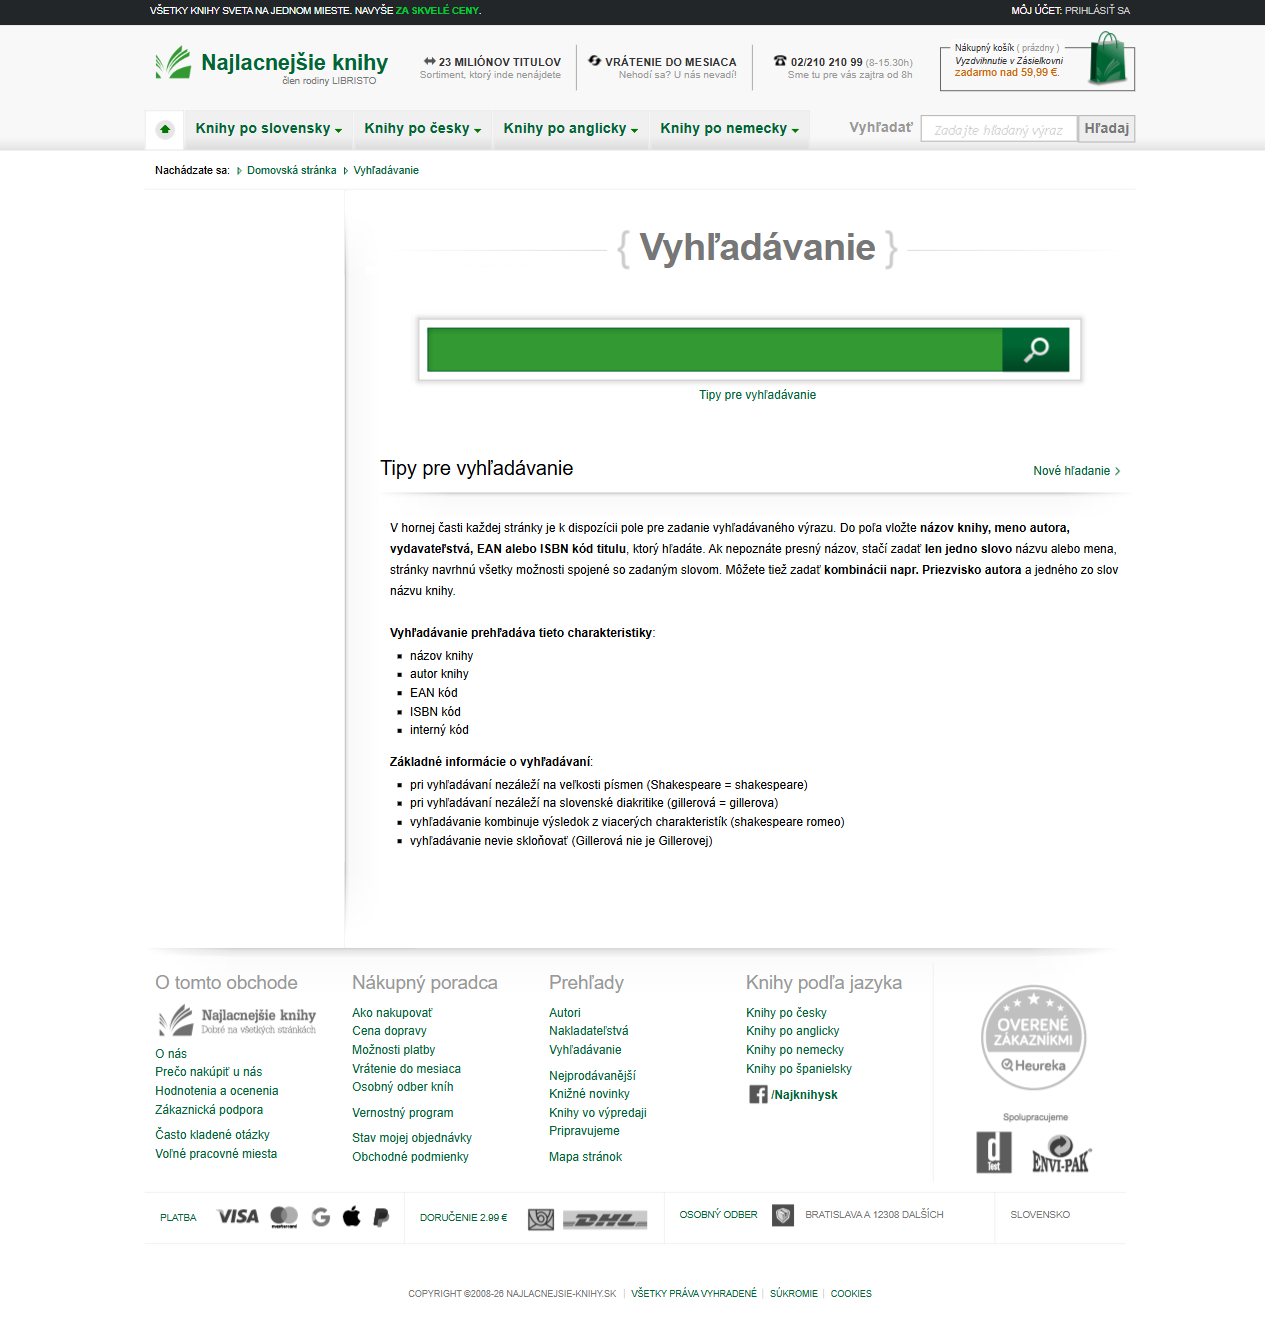 VŠETKY KNIHY SVETA NA JEDNOM MIESTE. NAVYŠE ZA SKVELÉ CENY.
MÔJ ÚČET: PRIHLÁSIŤ SA
Najlacnejšie knihy
člen rodiny LIBRISTO
23 MILIÓNOV TITULOV
Sortiment, ktorý inde nenájdete
VRÁTENIE DO MESIACA
Nehodí sa? U nás nevadí!
02/210 210 99 (8-15.30h)
Sme tu pre vás zajtra od 8h
Nákupný košík ( prázdny )
Vyzdvihnutie v Zásielkovni
zadarmo nad 59,99 €.
Knihy po slovensky
Knihy po česky
Knihy po anglicky
Knihy po nemecky
Vyhľadať
Zadajte hľadaný výraz
Hľadaj
Nachádzate sa: Domovská stránka Vyhľadávanie
{ Vyhľadávanie }
Tipy pre vyhľadávanie
Tipy pre vyhľadávanie
Nové hľadanie
V hornej časti každej stránky je k dispozícii pole pre zadanie vyhľadávaného výrazu. Do poľa vložte názov knihy, meno autora,
vydavateľstvá, EAN alebo ISBN kód titulu, ktorý hľadáte. Ak nepoznáte presný názov, stačí zadať len jedno slovo názvu alebo mena,
stránky navrhnú všetky možnosti spojené so zadaným slovom. Môžete tiež zadať kombinácii napr. Priezvisko autora a jedného zo slov
názvu knihy.
Vyhľadávanie prehľadáva tieto charakteristiky:
názov knihy
autor knihy
EAN kód
ISBN kód
interný kód
Základné informácie o vyhľadávaní:
pri vyhľadávaní nezáleží na veľkosti písmen (Shakespeare = shakespeare)
pri vyhľadávaní nezáleží na slovenské diakritike (gillerová = gillerova)
vyhľadávanie kombinuje výsledok z viacerých charakteristík (shakespeare romeo)
vyhľadávanie nevie skloňovať (Gillerová nie je Gillerovej)
O tomto obchode
Najlacnejšie knihy
Dobré na všetkých stránkách
O nás
Prečo nakúpiť u nás
Hodnotenia a ocenenia
Zákaznická podpora
Často kladené otázky
Voľné pracovné miesta
Nákupný poradca
Ako nakupovať
Cena dopravy
Možnosti platby
Vrátenie do mesiaca
Osobný odber kníh
Vernostný program
Stav mojej objednávky
Obchodné podmienky
Prehľady
Autori
Nakladateľstvá
Vyhľadávanie
Nejprodávanější
Knižné novinky
Knihy vo výpredaji
Pripravujeme
Mapa stránok
Knihy podľa jazyka
Knihy po česky
Knihy po anglicky
Knihy po nemecky
Knihy po španielsky
/Najknihysk
OVERENÉ
ZÁKAZNÍKMI
Heureka
Spolupracujeme
d
Test
ENVI-PAK
PLATBA
VISA
mastercard
G
DORUČENIE 2.99 €
DHL
OSOBNÝ ODBER
BRATISLAVA A 12308 DALŠÍCH
SLOVENSKO
COPYRIGHT ©2008-26 NAJLACNEJSIE-KNIHY.SK | VŠETKY PRÁVA VYHRADENÉ | SÚKROMIE | COOKIES